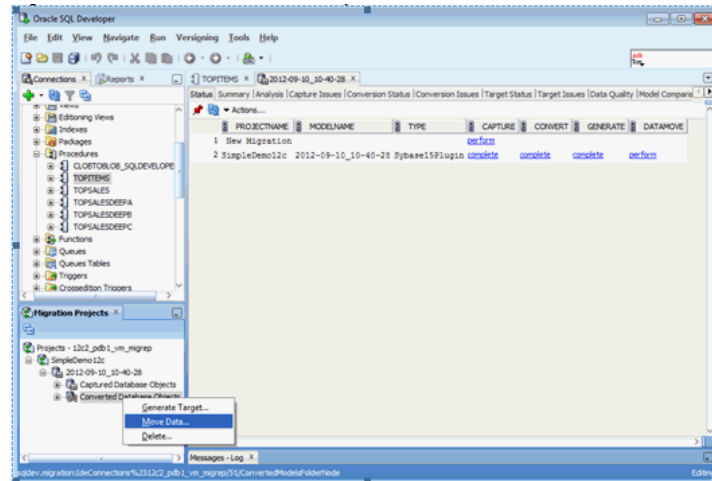 Oracle SQL Developer
File Edit View Navigate Run Versioning Tools Help
Connections Reports
TOPITEMS 2012-09-10_10-40-28
Status Summary Analysis Capture Issues Conversion Status Conversion Issues Target Status Target Issues Data Quality Model Comparis
Actions...
PROJECTNAME MODELNAME TYPE CAPTURE CONVERT GENERATE DATAMOVE
1 New Migration perform
2 SimpleDemo12c 2012-09-10_10-40-28 Sybase15Plugin complete complete complete perform
Views
Editioning Views
Indexes
Packages
Procedures
CLOBTOBLOB_SQLDEVELOPE
TOPITEMS
TOPSALES
TOPSALESDEEPA
TOPSALESDEEPB
TOPSALESDEEPC
Functions
Queues
Queues Tables
Triggers
Crossedition Triggers
Migration Projects
Projects - 12c2_pdb1_vm_migrep
SimpleDemo12c
2012-09-10_10-40-28
Captured Database Objects
Converted Database Objects
Generate Target...
Move Data...
Delete...
Messages - Log
sqldev.migration:IdeConnections%2312c2_pdb1_vm_migrep/51/ConvertedModelsFolderNode
Editin